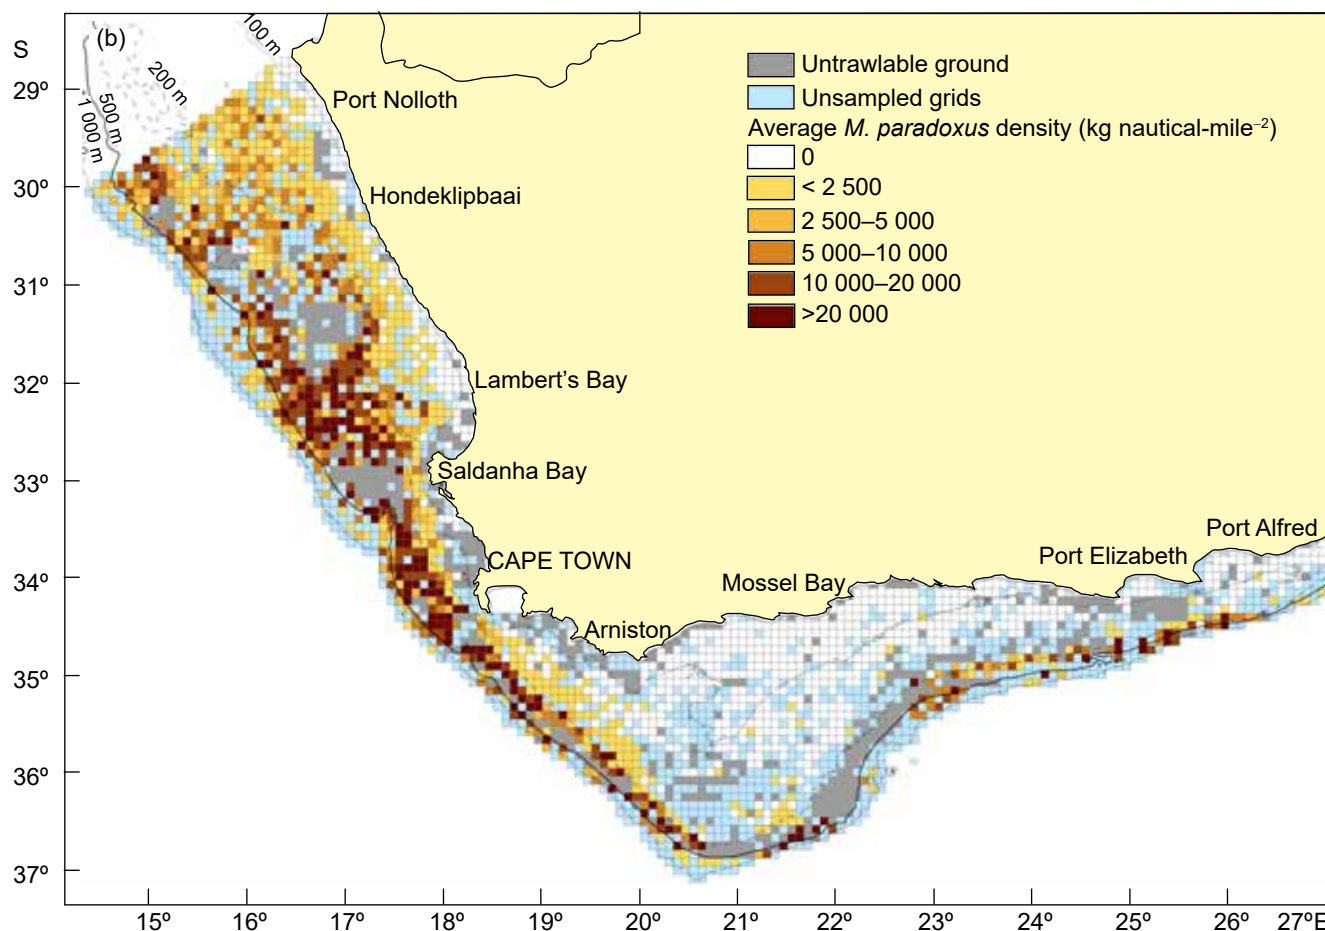 S
(b)
100 m
200 m
500 m
1 000 m
29º
30º
31º
32º
33º
34º
35º
36º
37º
Port Nolloth
Hondeklipbaai
Lambert's Bay
Saldanha Bay
CAPE TOWN
Arniston
Mossel Bay
Port Elizabeth
Port Alfred
Untrawlable ground
Unsampled grids
Average M. paradoxus density (kg nautical-mile⁻²)
0
< 2 500
2 500–5 000
5 000–10 000
10 000–20 000
>20 000
15º 16º 17º 18º 19º 20º 21º 22º 23º 24º 25º 26º 27ºE